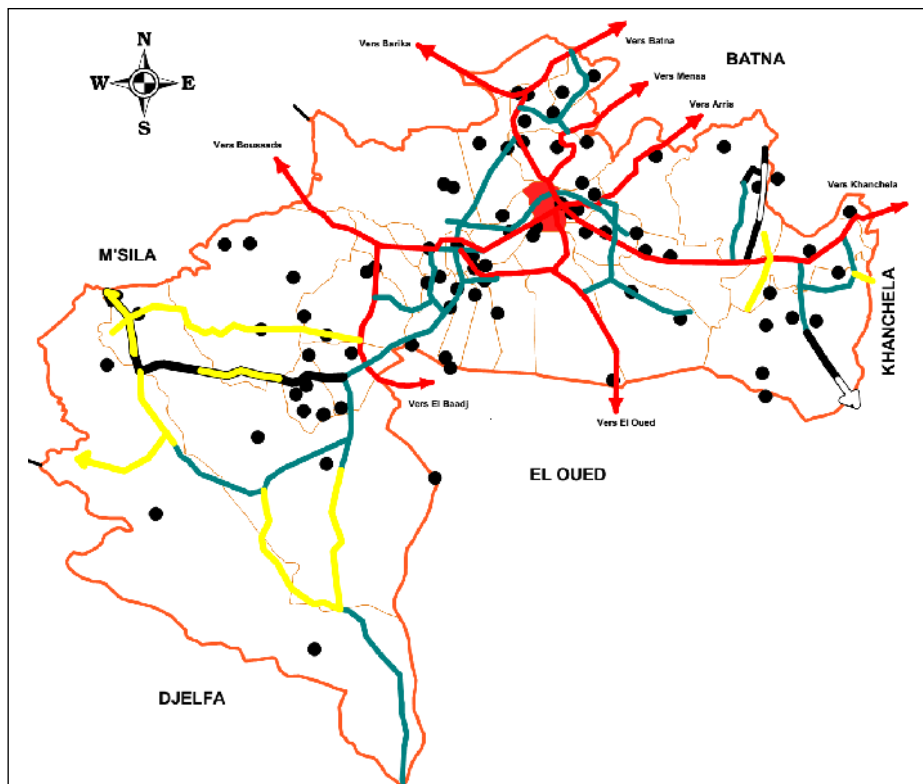 Vers Barika
Vers Batna
BATNA
N
W E
S
Vers Menaa
Vers Arris
Vers Boussada
Vers Khanchela
M'SILA
KHANCHELA
Vers El Baadj
Vers El Oued
EL OUED
DJELFA